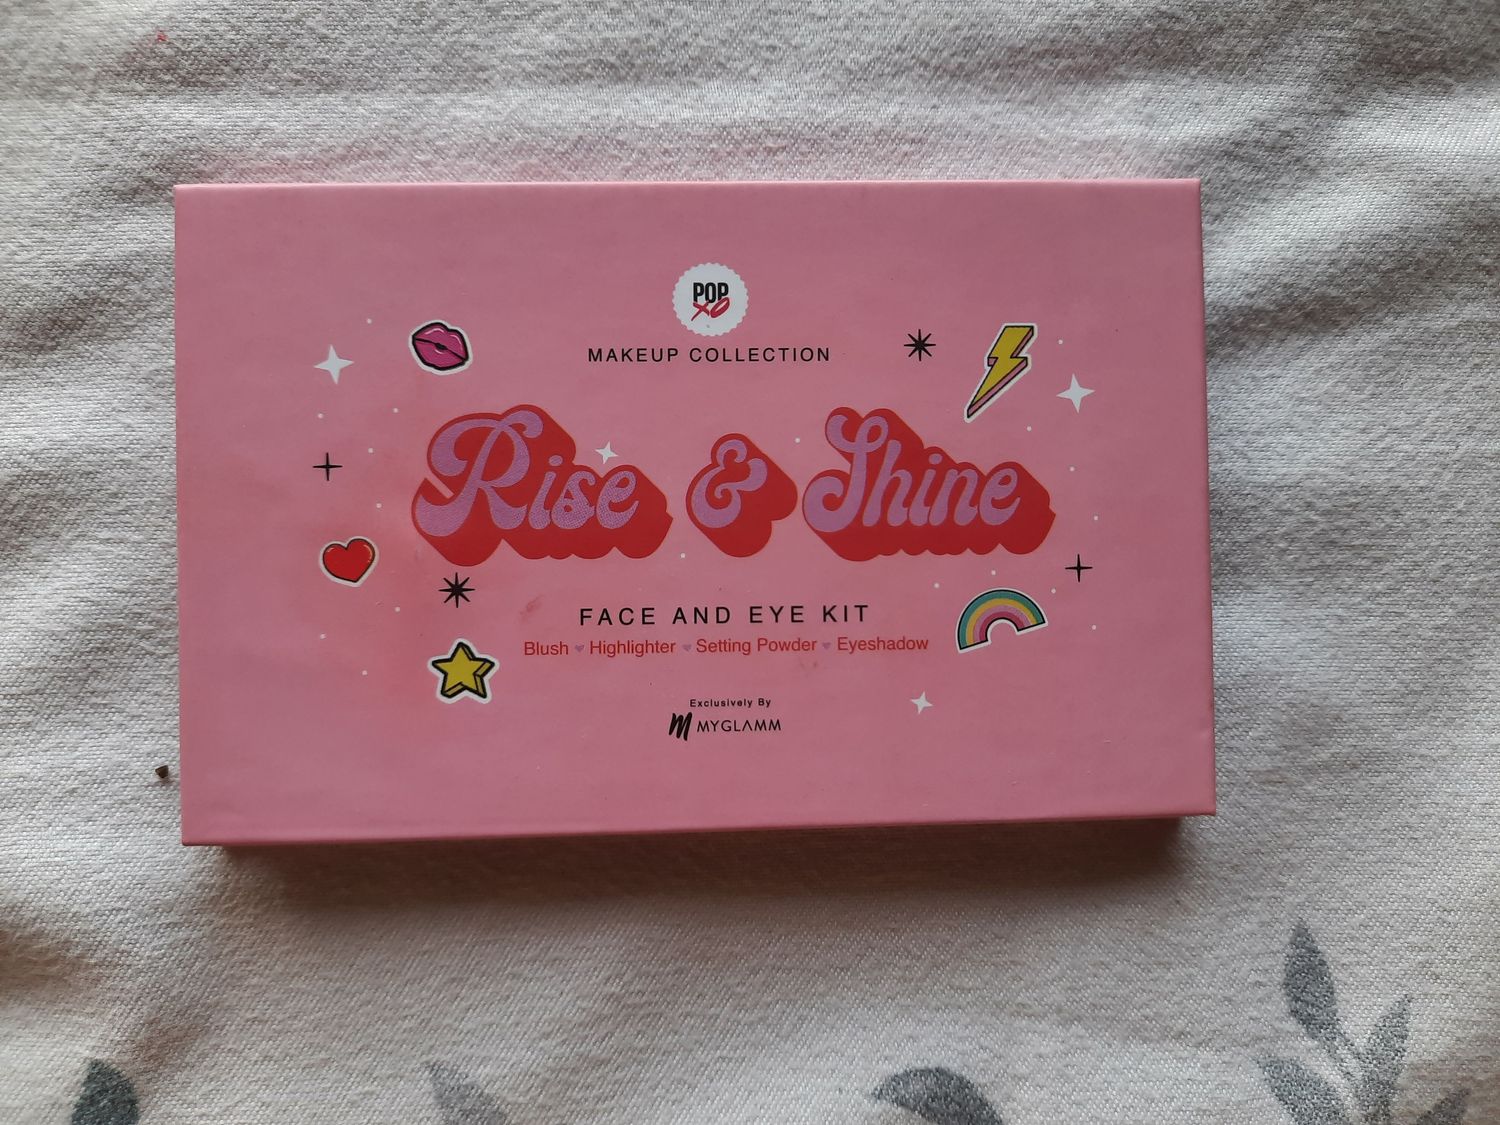 POP
XO
MAKEUP COLLECTION
Rise & Shine
FACE AND EYE KIT
Blush Highlighter Setting Powder Eyeshadow
Exclusively By
M MYGLAMM